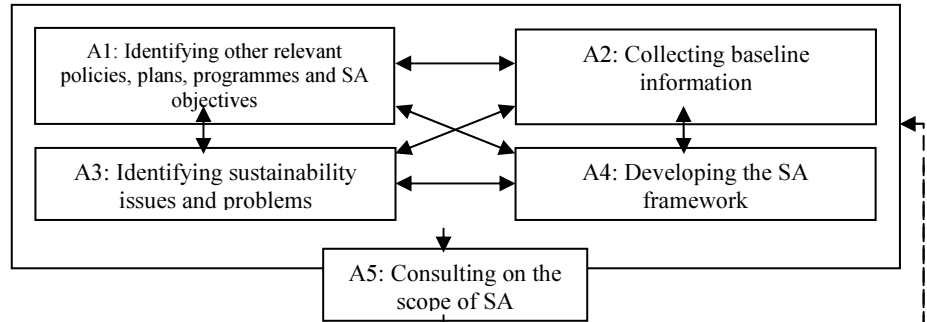 A1: Identifying other relevant
policies, plans, programmes and SA
objectives
A2: Collecting baseline
information
A3: Identifying sustainability
issues and problems
A4: Developing the SA
framework
A5: Consulting on the
scope of SA